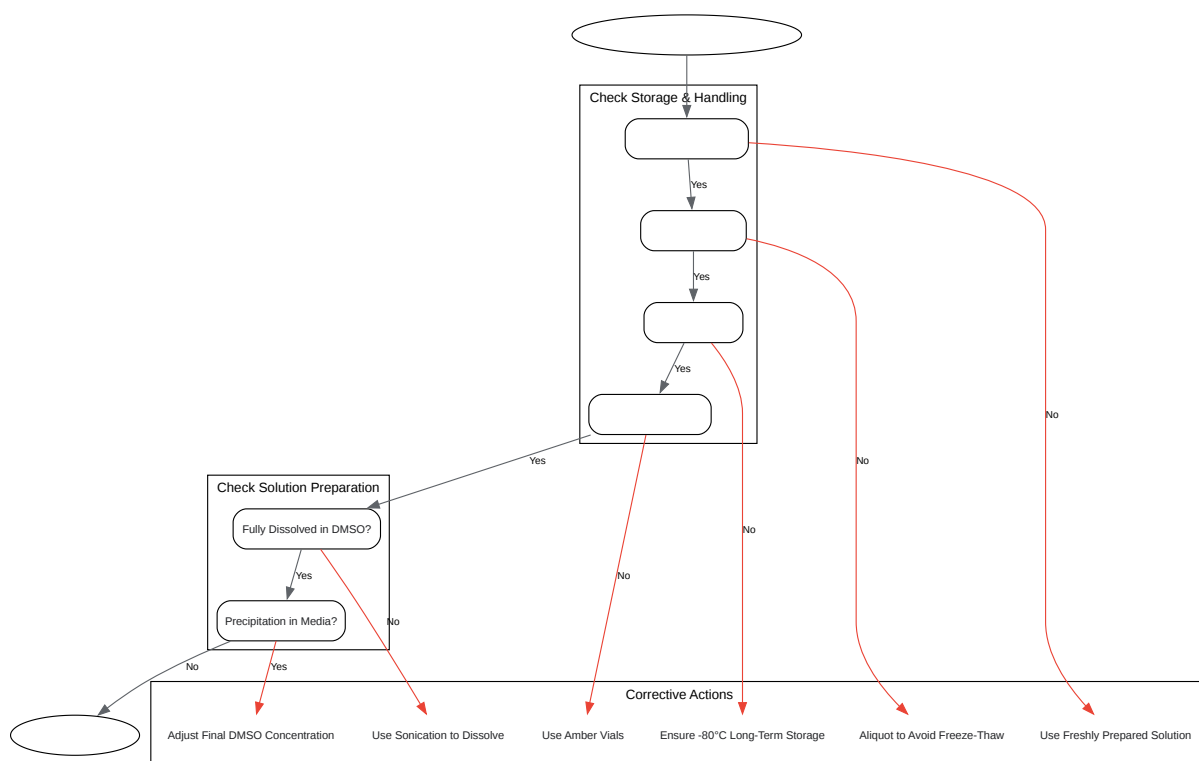 Check Storage & Handling
Yes
Yes
Yes
No
Yes
No
Check Solution Preparation
Fully Dissolved in DMSO?
No
Yes
No
Precipitation in Media?
No
No
Yes
Corrective Actions
Adjust Final DMSO Concentration
Use Sonication to Dissolve
Use Amber Vials
Ensure -80°C Long-Term Storage
Aliquot to Avoid Freeze-Thaw
Use Freshly Prepared Solution